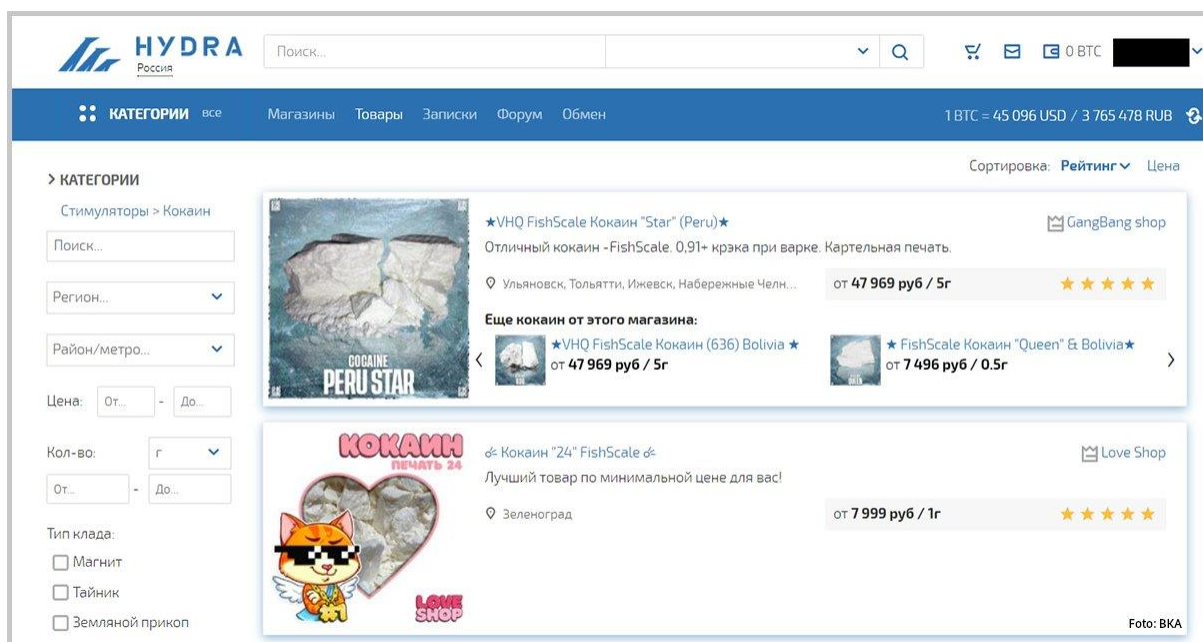 HYDRA
Россия
Поиск...
0 BTC
КАТЕГОРИИ все Магазины Товары Записки Форум Обмен 1 BTC = 45 096 USD / 3 765 478 RUB
Сортировка: Рейтинг Цена
КАТЕГОРИИ
Стимуляторы > Кокаин
Поиск...
Регион...
Район/метро...
Цена: От... - До...
Кол-во: г
От... - До...
Тип клада:
Магнит
Тайник
Земляной прикоп
COCAINE
PERU STAR
★VHQ FishScale Кокаин "Star" (Peru)★ GangBang shop
Отличный кокаин -FishScale. 0,91+ крэка при варке. Картельная печать.
Ульяновск, Тольятти, Ижевск, Набережные Челн... от 47 969 руб / 5г
Еще кокаин от этого магазина:
★VHQ FishScale Кокаин (636) Bolivia ★
от 47 969 руб / 5г
★ FishScale Кокаин "Queen" & Bolivia★
от 7 496 руб / 0.5г
КОКАИН
ПЕЧАТЬ 24
#1
LOVE
SHOP
Кокаин "24" FishScale Love Shop
Лучший товар по минимальной цене для вас!
Зеленоград от 7 999 руб / 1г
Foto: BKA